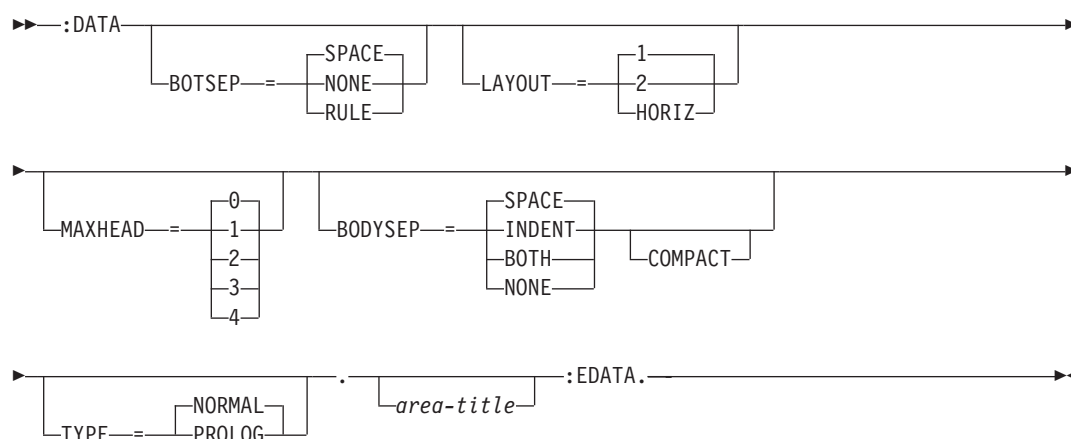 :DATA
BOTSEP = SPACE
NONE
RULE
LAYOUT = 1
2
HORIZ
MAXHEAD = 0
1
2
3
4
BODYSEP = SPACE
INDENT
BOTH
NONE
COMPACT
TYPE = NORMAL
PROLOG
.
area-title
:EDATA.